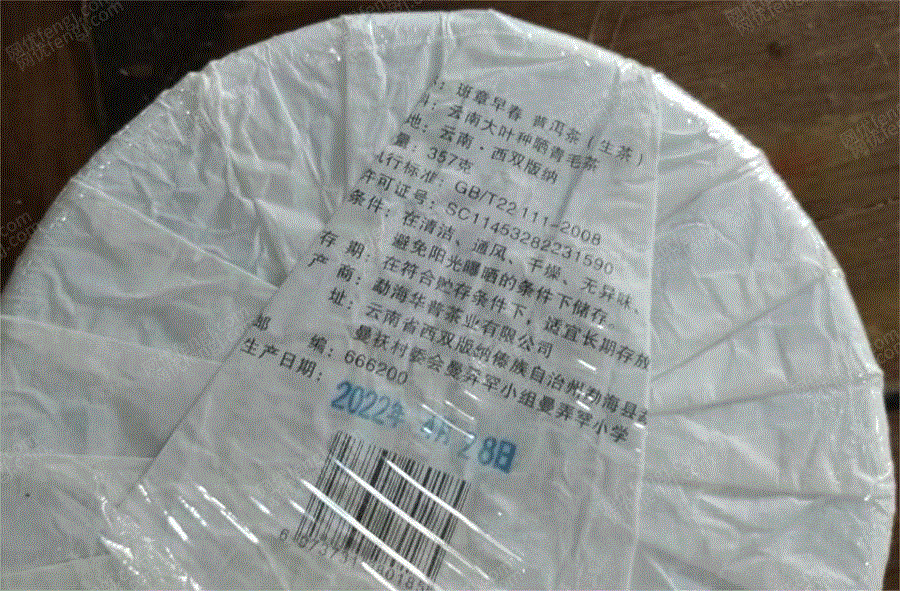 : 班章早春 普洱茶(生茶)
: 云南大叶种晒青毛茶
地: 云南·西双版纳
量: 357克
执行标准: GB/T22111-2008
许可证号: SC11453282231590
条件: 在清洁、通风、干燥、无异味、
避免阳光曝晒的条件下储存。
存 期: 在符合贮存条件下, 适宜长期存放
产 商: 勐海华普茶业有限公司
址: 云南省西双版纳傣族自治州勐海县
曼扶村委会曼弄罕小组曼弄罕小学
邮 编: 666200
生产日期:
2022年 4月28日